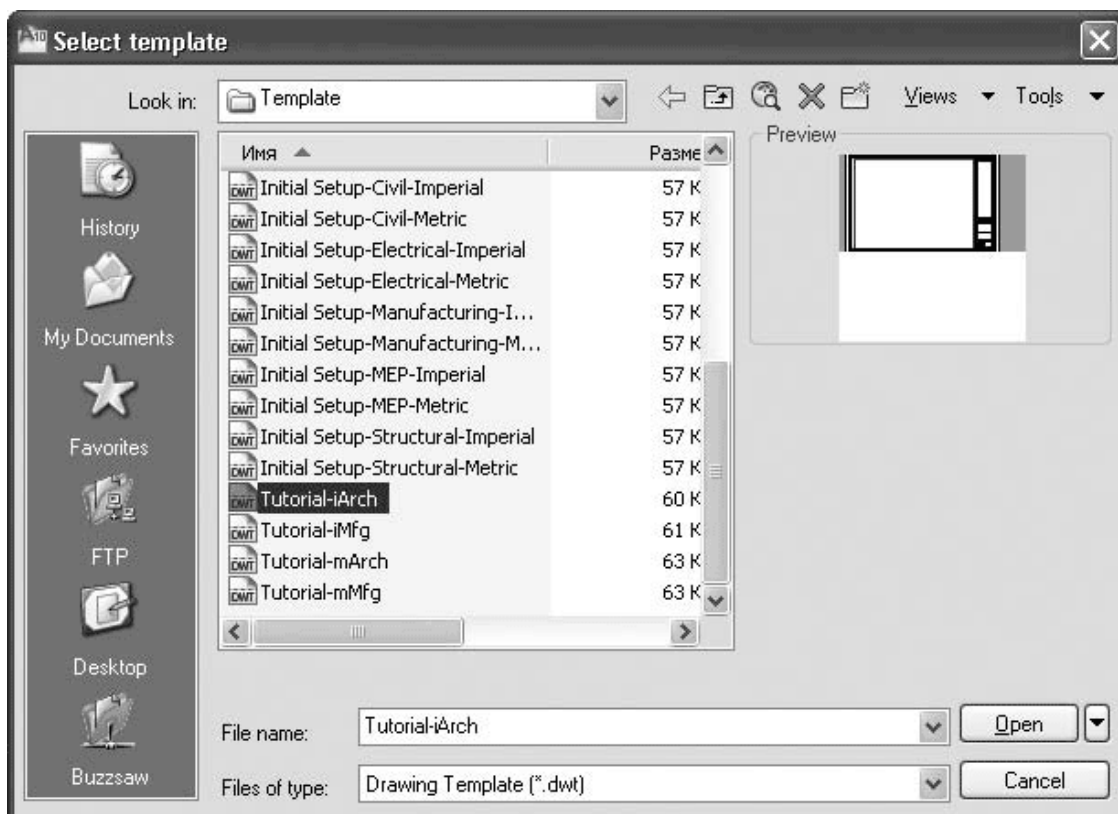 Select template
Look in: Template Views Tools
Имя Разме
Preview
Initial Setup-Civil-Imperial 57 K
Initial Setup-Civil-Metric 57 K
Initial Setup-Electrical-Imperial 57 K
Initial Setup-Electrical-Metric 57 K
Initial Setup-Manufacturing-I... 57 K
Initial Setup-Manufacturing-M... 57 K
Initial Setup-MEP-Imperial 57 K
Initial Setup-MEP-Metric 57 K
Initial Setup-Structural-Imperial 57 K
Initial Setup-Structural-Metric 57 K
Tutorial-iArch 60 K
Tutorial-iMfg 61 K
Tutorial-mArch 63 K
Tutorial-mMfg 63 K
History
My Documents
Favorites
FTP
Desktop
Buzzsaw
File name: Tutorial-iArch Open
Files of type: Drawing Template (*.dwt) Cancel